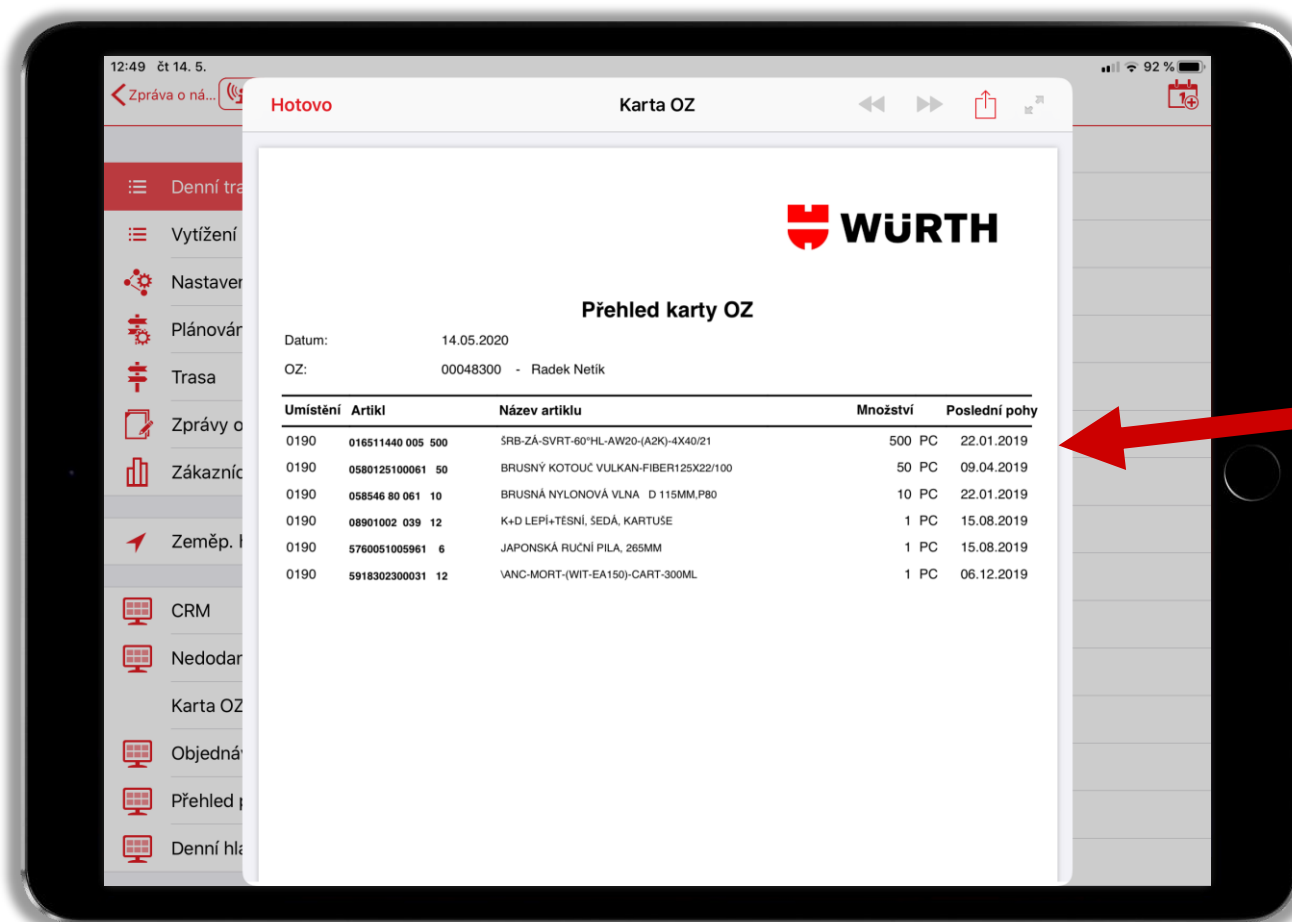 12:49 čt 14. 5.
92 %
Zpráva o ná...
Hotovo
Karta OZ
Denní tra
Vytížení
Nastaver
Plánovár
Trasa
Zprávy o
Zákazníc
Zeměp. h
CRM
Nedodar
Karta OZ
Objedná
Přehled p
Denní hla
WÜRTH
Přehled karty OZ
Datum: 14.05.2020
OZ: 00048300 - Radek Netik
Umístění Artikl Název artiklu Množství Poslední pohy
0190 016511440 005 500 ŠRB-ZÁ-SVRT-60°HL-AW20-(A2K)-4X40/21 500 PC 22.01.2019
0190 0580125100061 50 BRUSNÝ KOTOUČ VULKAN-FIBER125X22/100 50 PC 09.04.2019
0190 058546 80 061 10 BRUSNÁ NYLONOVÁ VLNA D 115MM,P80 10 PC 22.01.2019
0190 08901002 039 12 K+D LEPÍ+TĚSNÍ, ŠEDÁ, KARTUŠE 1 PC 15.08.2019
0190 5760051005961 6 JAPONSKÁ RUČNÍ PILA, 265MM 1 PC 15.08.2019
0190 5918302300031 12 \ANC-MORT-(WIT-EA150)-CART-300ML 1 PC 06.12.2019